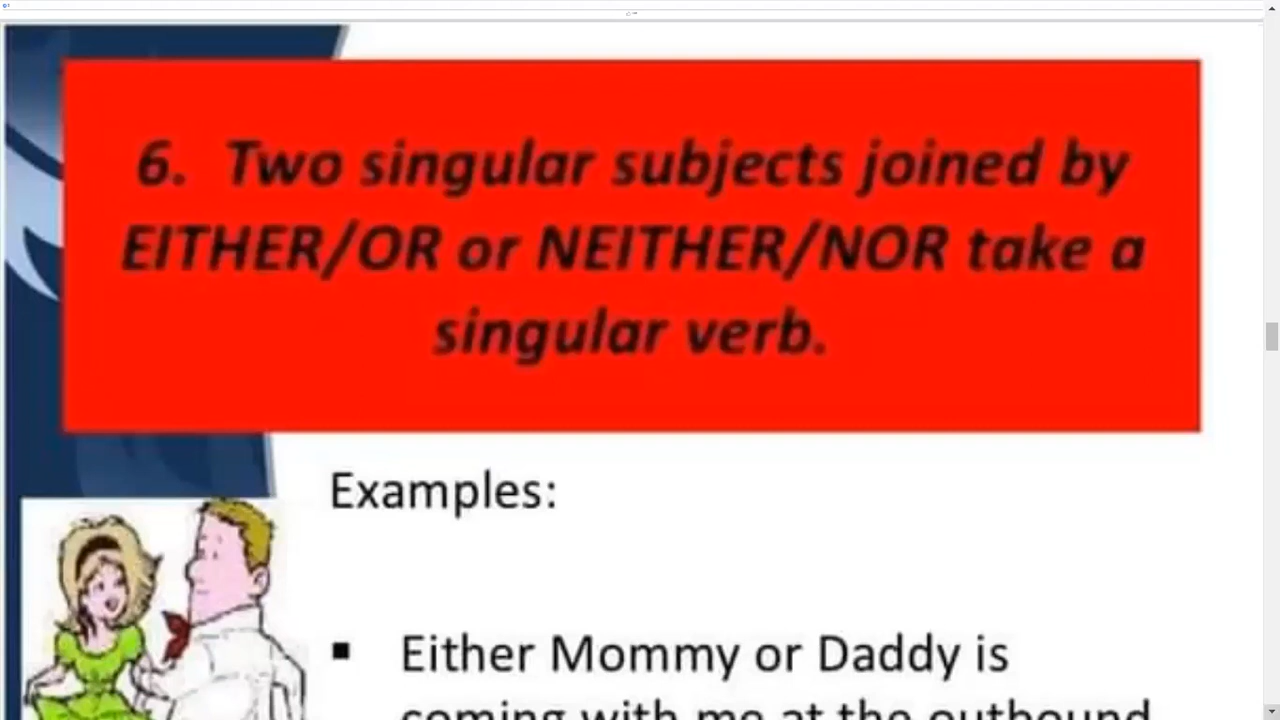 6. Two singular subjects joined by
EITHER/OR or NEITHER/NOR take a
singular verb.
Examples:
▪ Either Mommy or Daddy is
coming with me at the outbound